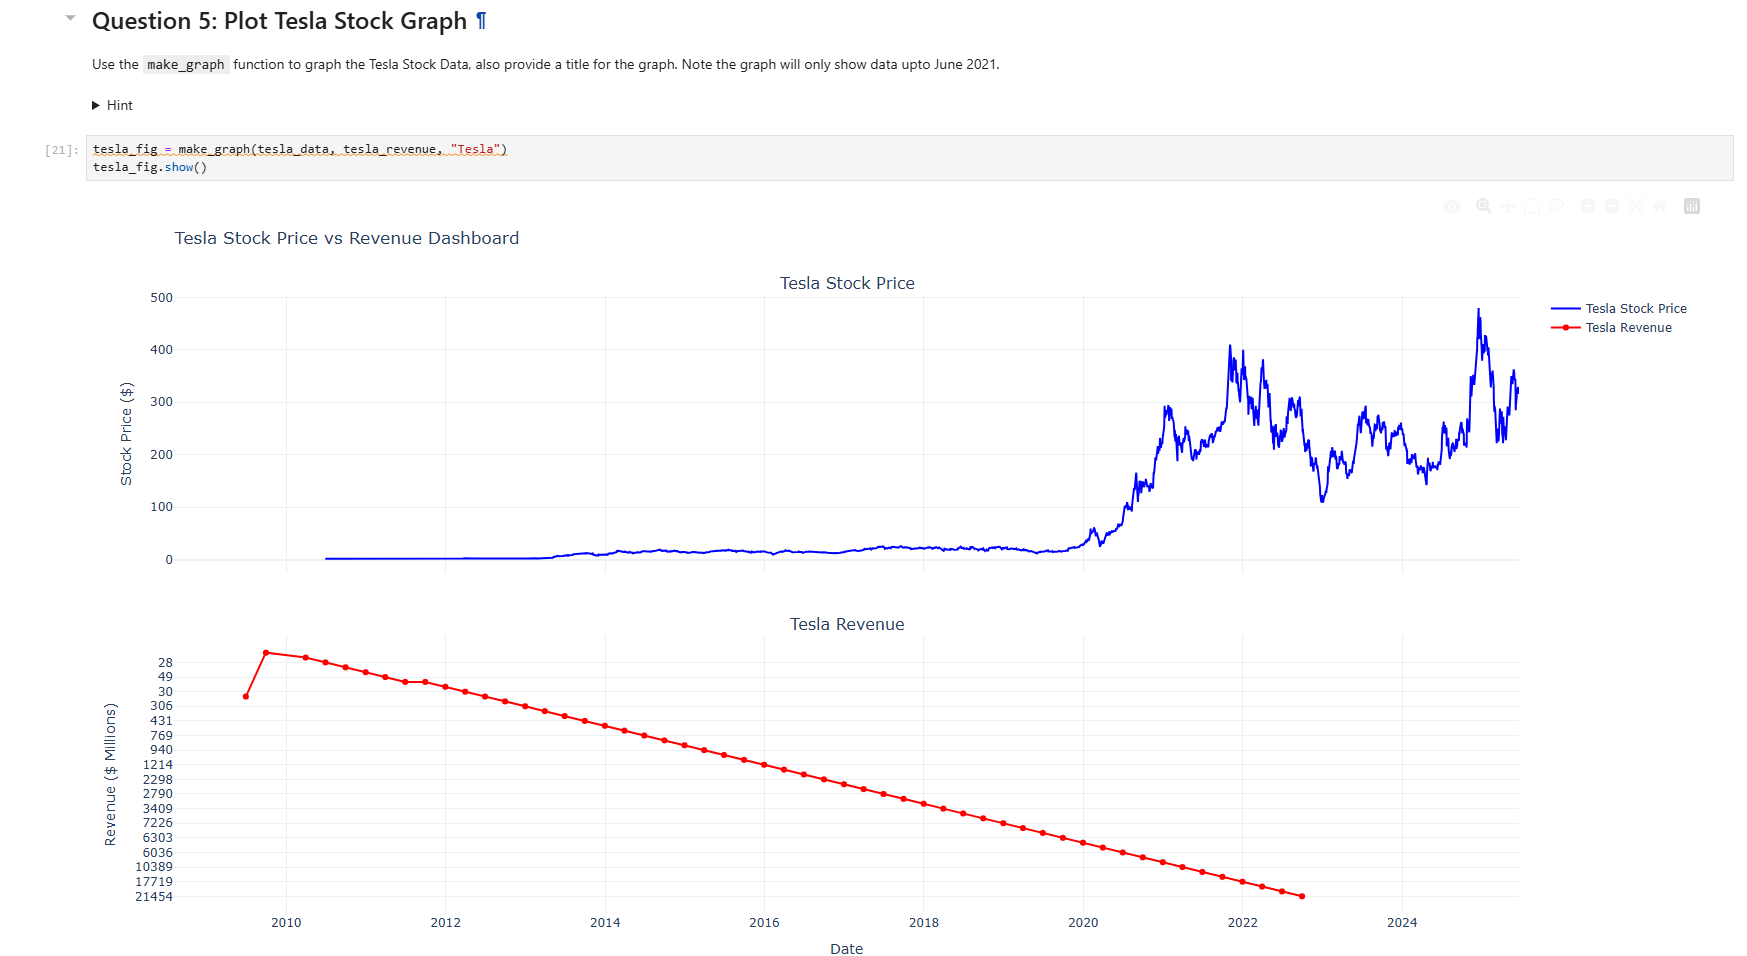 Question 5: Plot Tesla Stock Graph ¶
Use the make_graph function to graph the Tesla Stock Data, also provide a title for the graph. Note the graph will only show data upto June 2021.
Hint
[21]:
tesla_fig = make_graph(tesla_data, tesla_revenue, "Tesla")
tesla_fig.show()
Tesla Stock Price vs Revenue Dashboard
Tesla Stock Price
500
400
300
200
100
0
Stock Price ($)
Tesla Stock Price
Tesla Revenue
Tesla Revenue
28
49
30
306
431
769
940
1214
2298
2790
3409
7226
6303
6036
10389
17719
21454
Revenue ($ Millions)
2010
2012
2014
2016
2018
2020
2022
2024
Date